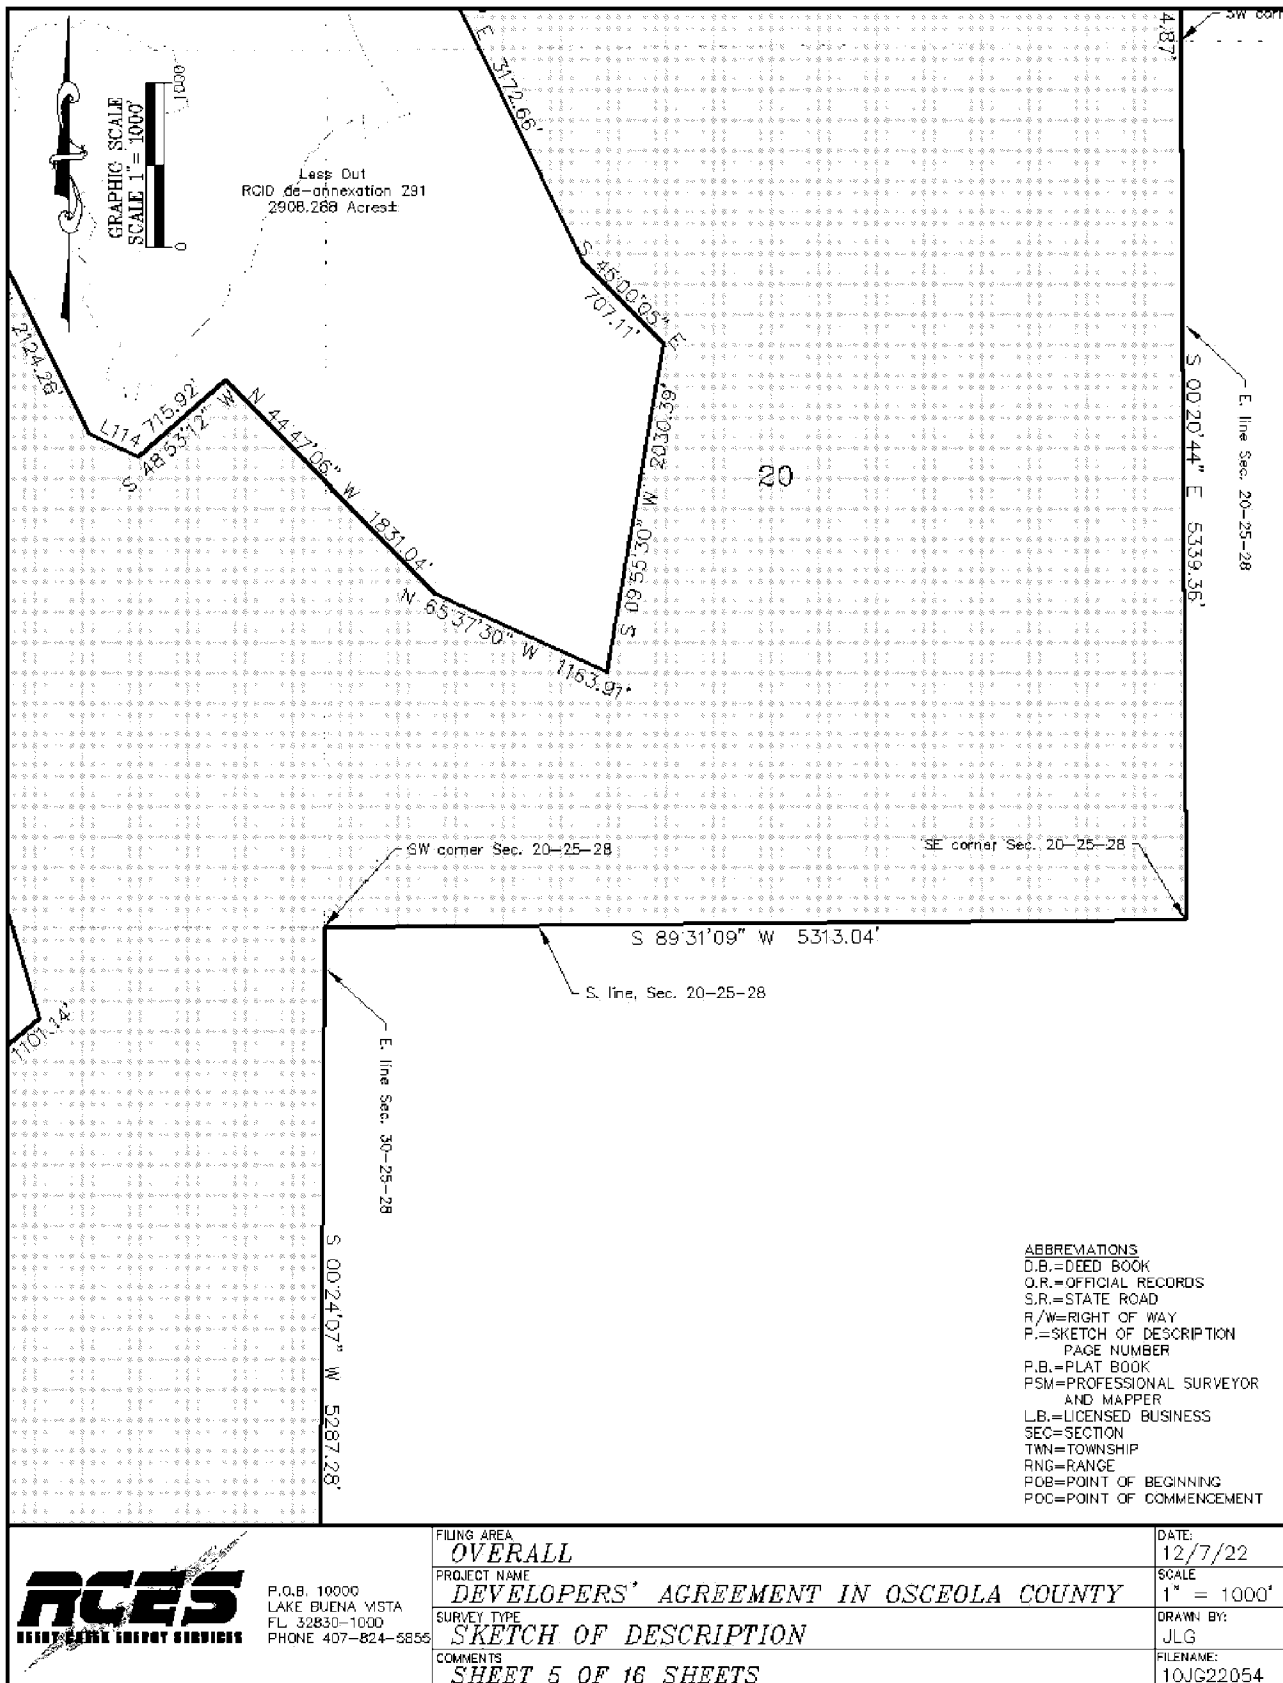 GRAPHIC SCALE
SCALE 1" = 1000'
1000
0
Less Out
RCID de-annexation 291
2908.288 Acres±
E 3172.66'
4.87'
S 45°00'05" E
707.11'
2124.26'
L114
715.92'
S 48°53'12" W
N 44°47'06" W 1831.04'
N 65°37'30" W 1163.91'
S 09°55'30" W 2030.39'
20
S 00°20'44" E 5339.36'
E. line Sec. 20-25-28
SW corner Sec. 20-25-28
SE corner Sec. 20-25-28
S 89°31'09" W 5313.04'
S. line, Sec. 20-25-28
1101.14'
E. line Sec. 30-25-28
S 00°24'07" W 5287.28'
ABBREVIATIONS
D.B.=DEED BOOK
O.R.=OFFICIAL RECORDS
S.R.=STATE ROAD
R/W=RIGHT OF WAY
P.=SKETCH OF DESCRIPTION
PAGE NUMBER
P.B.=PLAT BOOK
PSM=PROFESSIONAL SURVEYOR
AND MAPPER
L.B.=LICENSED BUSINESS
SEC=SECTION
TWN=TOWNSHIP
RNG=RANGE
POB=POINT OF BEGINNING
POC=POINT OF COMMENCEMENT
RCES
REEDY CREEK ENERGY SERVICES
P.O.B. 10000
LAKE BUENA VISTA
FL 32830-1000
PHONE 407-824-5855
FILING AREA
OVERALL
PROJECT NAME
DEVELOPERS' AGREEMENT IN OSCEOLA COUNTY
SURVEY TYPE
SKETCH OF DESCRIPTION
COMMENTS
SHEET 5 OF 16 SHEETS
DATE:
12/7/22
SCALE
1" = 1000'
DRAWN BY:
JLG
FILENAME:
10JG22054